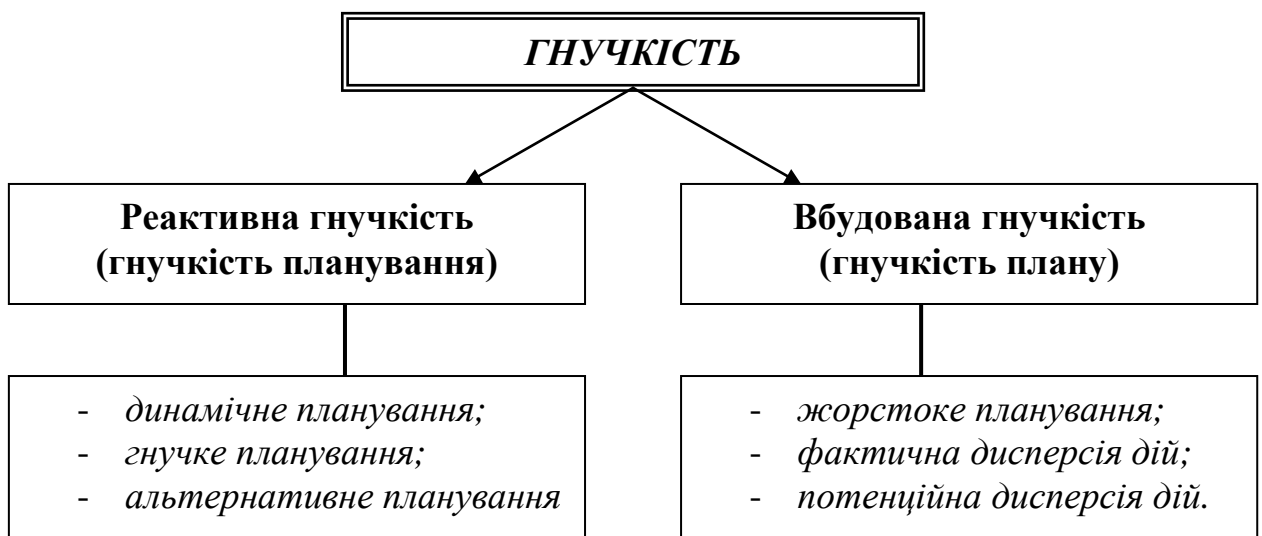 ГНУЧКІСТЬ
Реактивна гнучкість
(гнучкість планування)
Вбудована гнучкість
(гнучкість плану)
- динамічне планування;
- гнучке планування;
- альтернативне планування
- жорстоке планування;
- фактична дисперсія дій;
- потенційна дисперсія дій.